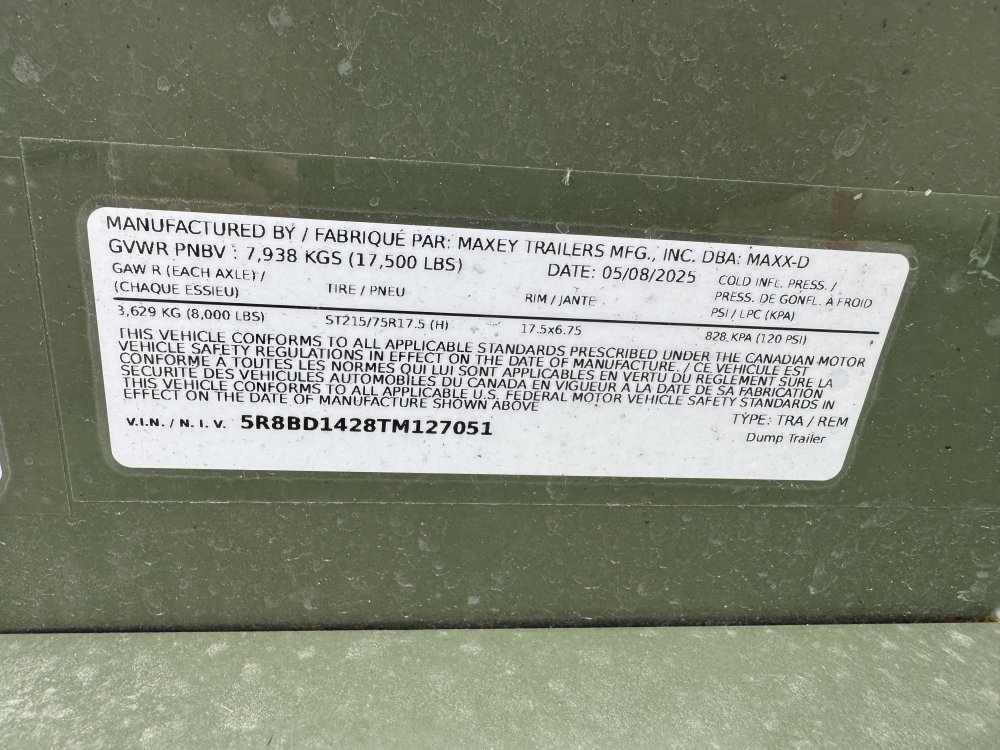 MANUFACTURED BY / FABRIQUÉ PAR: MAXEY TRAILERS MFG., INC. DBA: MAXX-D
GVWR PNBV : 7,938 KGS (17,500 LBS) DATE: 05/08/2025
GAW R (EACH AXLE) / (CHAQUE ESSIEU) TIRE / PNEU RIM / JANTE COLD INFL. PRESS. / PRESS. DE GONFL. À FROID PSI / LPC (KPA)
3,629 KG (8,000 LBS) ST215/75R17.5 (H) 17.5x6.75 828 KPA (120 PSI)
THIS VEHICLE CONFORMS TO ALL APPLICABLE STANDARDS PRESCRIBED UNDER THE CANADIAN MOTOR
VEHICLE SAFETY REGULATIONS IN EFFECT ON THE DATE OF MANUFACTURE. / CE VEHICULE EST
CONFORME A TOUTES LES NORMES QUI LUI SONT APPLICABLES EN VERTU DU REGLEMENT SUR LA
SECURITE DES VEHICULES AUTOMOBILES DU CANADA EN VIGUEUR A LA DATE DE SA FABRICATION
THIS VEHICLE CONFORMS TO ALL APPLICABLE U.S. FEDERAL MOTOR VEHICLE SAFETY STANDARDS IN
EFFECT ON THE DATE OF MANUFACTURE SHOWN ABOVE
V.I.N. / N. I. V. 5R8BD1428TM127051 TYPE: TRA / REM
Dump Trailer